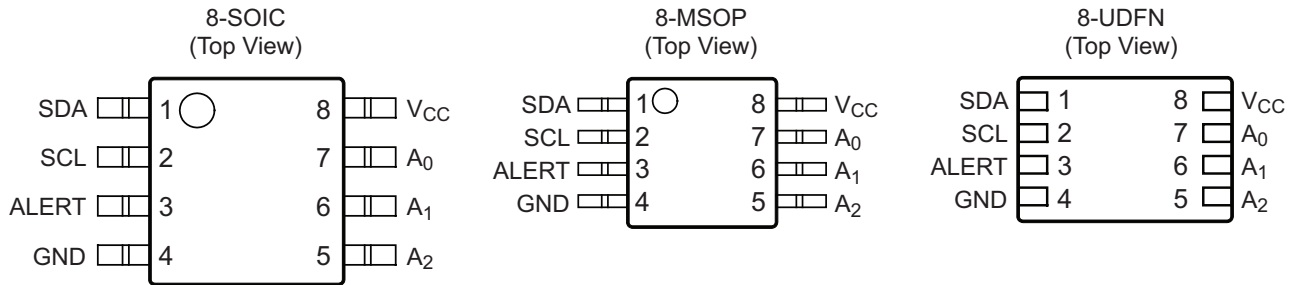 8-SOIC
(Top View)
SDA 1 8 VCC
SCL 2 7 A0
ALERT 3 6 A1
GND 4 5 A2
8-MSOP
(Top View)
SDA 1 8 VCC
SCL 2 7 A0
ALERT 3 6 A1
GND 4 5 A2
8-UDFN
(Top View)
SDA 1 8 VCC
SCL 2 7 A0
ALERT 3 6 A1
GND 4 5 A2